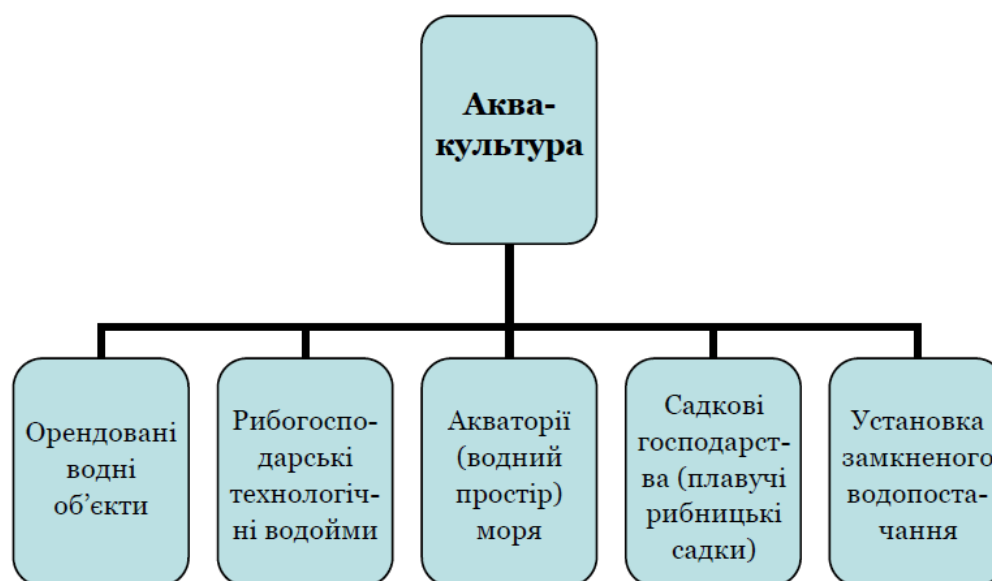 Аква-
культура
Орендовані
водні
об’єкти
Рибогоспо-
дарські
технологіч-
ні водойми
Акваторії
(водний
простір)
моря
Садкові
господарст-
ва (плавучі
рибницькі
садки)
Установка
замкненого
водопоста-
чання